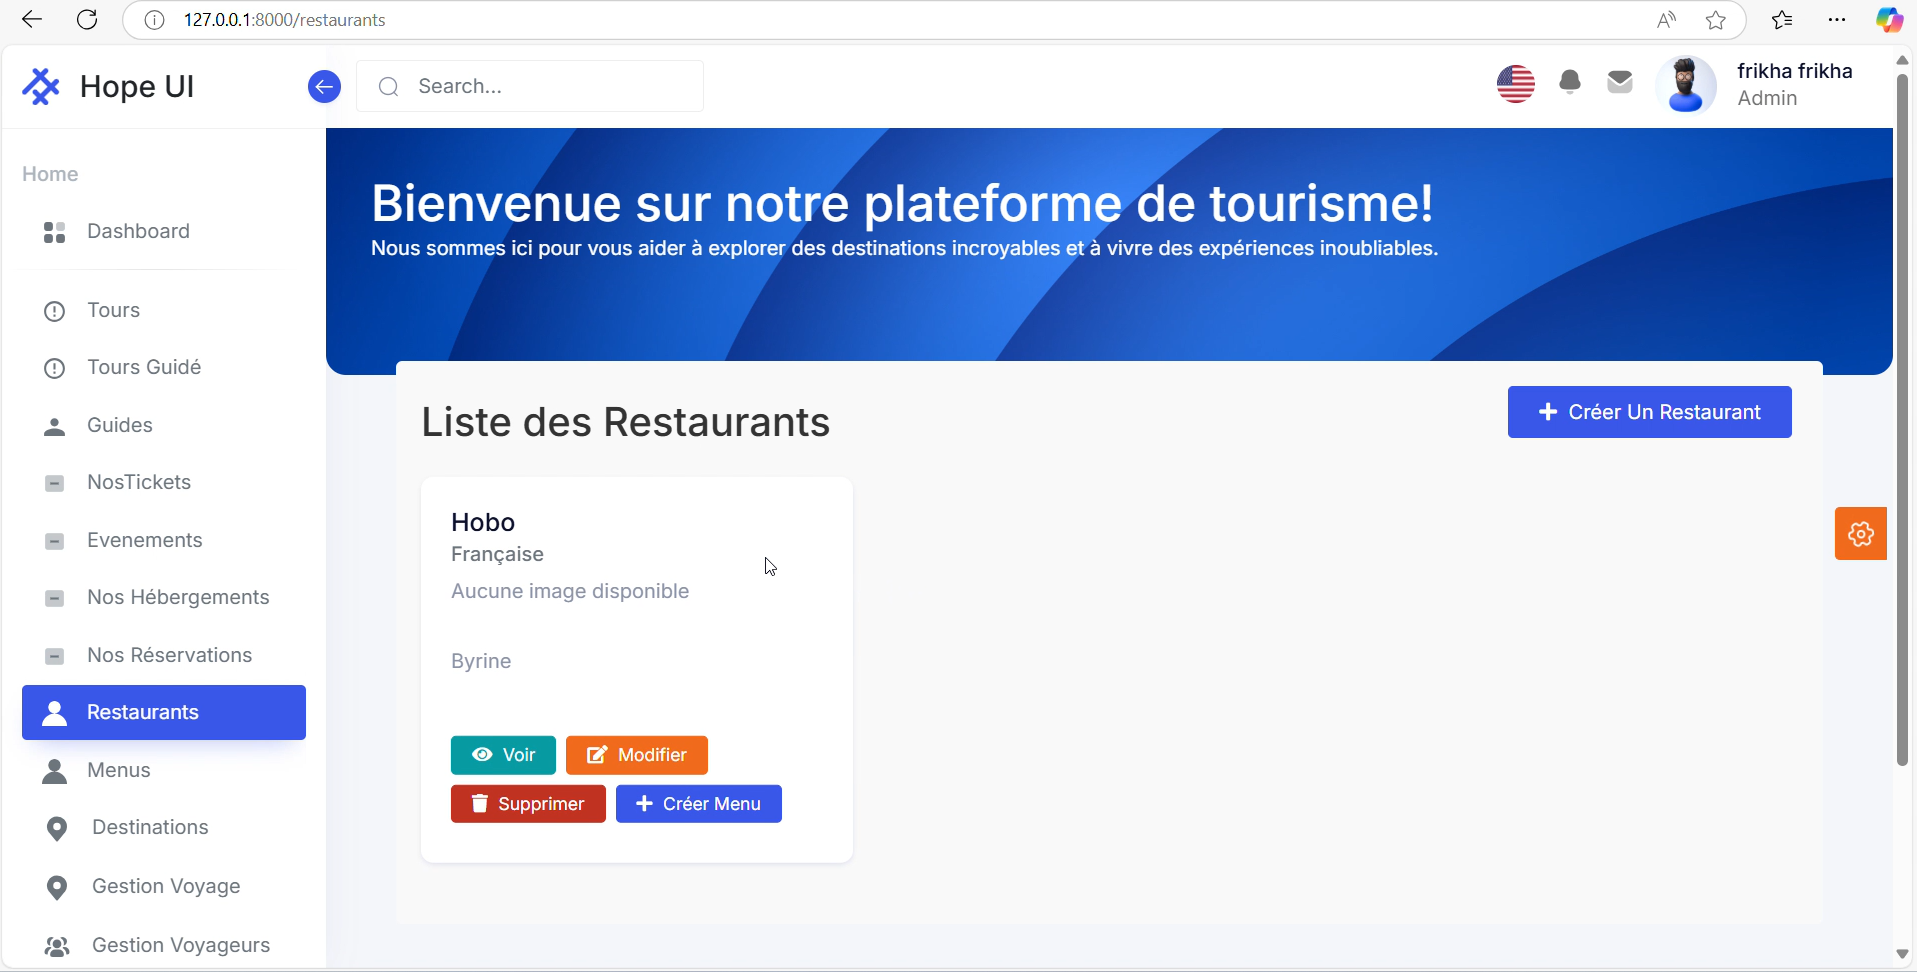 127.0.0.1:8000/restaurants
Hope UI
Search...
frikha frikha
Admin
Home
Dashboard
Tours
Tours Guidé
Guides
NosTickets
Evenements
Nos Hébergements
Nos Réservations
Restaurants
Menus
Destinations
Gestion Voyage
Gestion Voyageurs
Bienvenue sur notre plateforme de tourisme!
Nous sommes ici pour vous aider à explorer des destinations incroyables et à vivre des expériences inoubliables.
Liste des Restaurants
Créer Un Restaurant
Hobo
Française
Aucune image disponible
Byrine
Voir
Modifier
Supprimer
Créer Menu